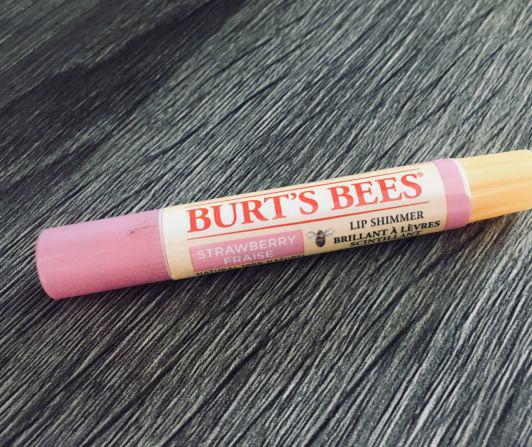 BURT'S BEES®
STRAWBERRY
FRAISE
LIP SHIMMER
BRILLANT À LÈVRES
SCINTILLANT